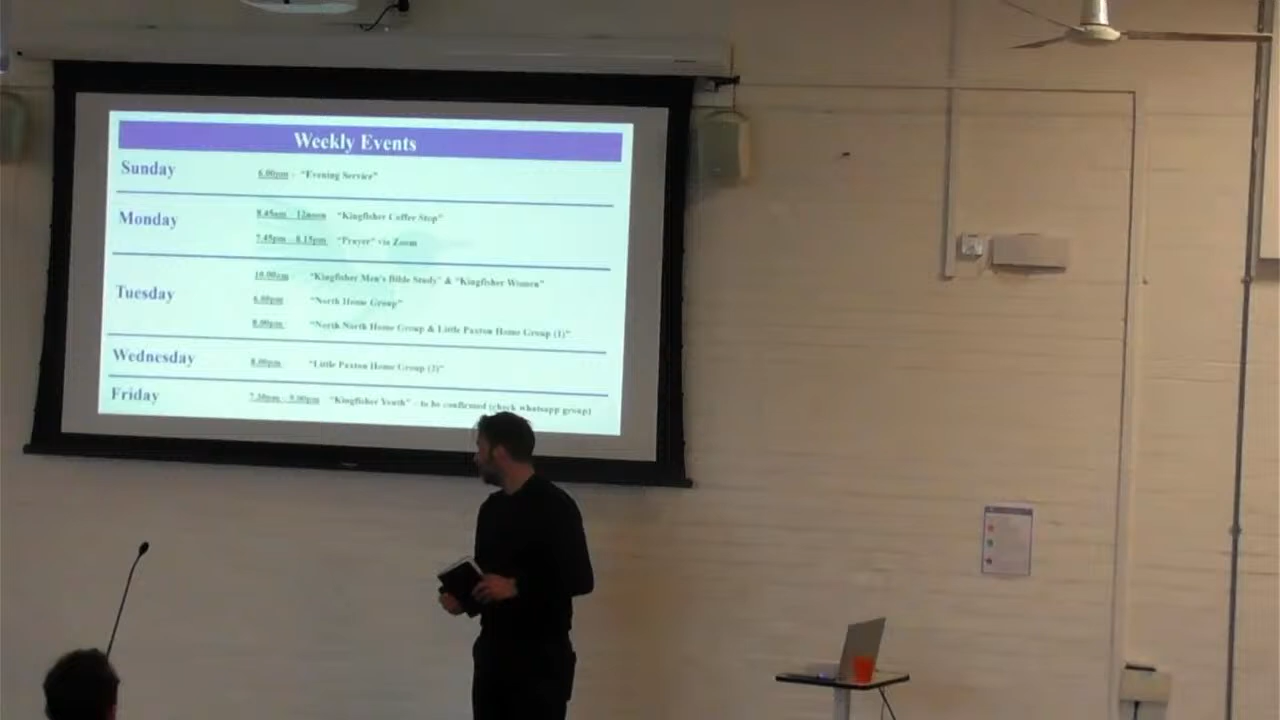 Weekly Events
Sunday 6.00pm - "Evening Service"
Monday 8.45am - 12noon "Kingfisher Coffee Stop"
7.45pm - 8.15pm "Prayer" via Zoom
Tuesday 10.00am "Kingfisher Men's Bible Study" & "Kingfisher Women"
6.00pm "North Home Group"
8.00pm "North North Home Group & Little Paxton Home Group (1)"
Wednesday 8.00pm "Little Paxton Home Group (2)"
Friday 7.30pm - 9.00pm "Kingfisher Youth" - to be confirmed (check whatsapp group)